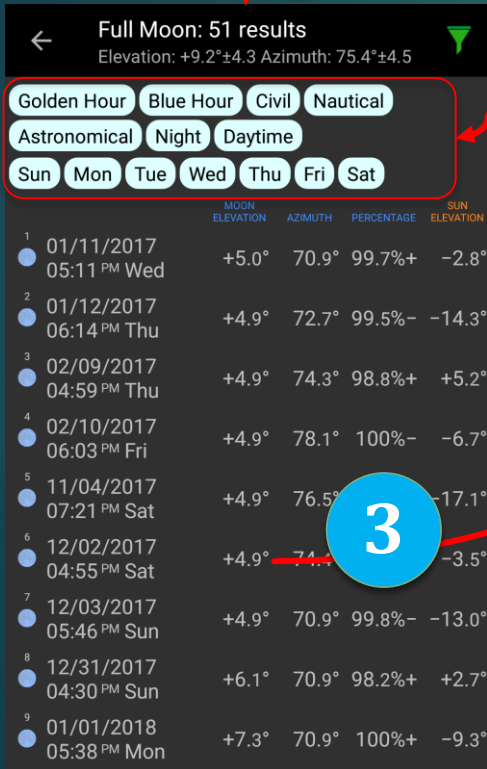 Full Moon: 51 results
Elevation: +9.2°±4.3 Azimuth: 75.4°±4.5
Golden Hour Blue Hour Civil Nautical
Astronomical Night Daytime
Sun Mon Tue Wed Thu Fri Sat
MOON ELEVATION AZIMUTH PERCENTAGE SUN ELEVATION
1 01/11/2017
05:11 PM Wed +5.0° 70.9° 99.7%+ −2.8°
2 01/12/2017
06:14 PM Thu +4.9° 72.7° 99.5%− −14.3°
3 02/09/2017
04:59 PM Thu +4.9° 74.3° 98.8%+ +5.2°
4 02/10/2017
06:03 PM Fri +4.9° 78.1° 100%− −6.7°
5 11/04/2017
07:21 PM Sat +4.9° 76.5° −17.1°
3
6 12/02/2017
04:55 PM Sat +4.9° 74.4 −3.5°
7 12/03/2017
05:46 PM Sun +4.9° 70.9° 99.8%− −13.0°
8 12/31/2017
04:30 PM Sun +6.1° 70.9° 98.2%+ +2.7°
9 01/01/2018
05:38 PM Mon +7.3° 70.9° 100%+ −9.3°